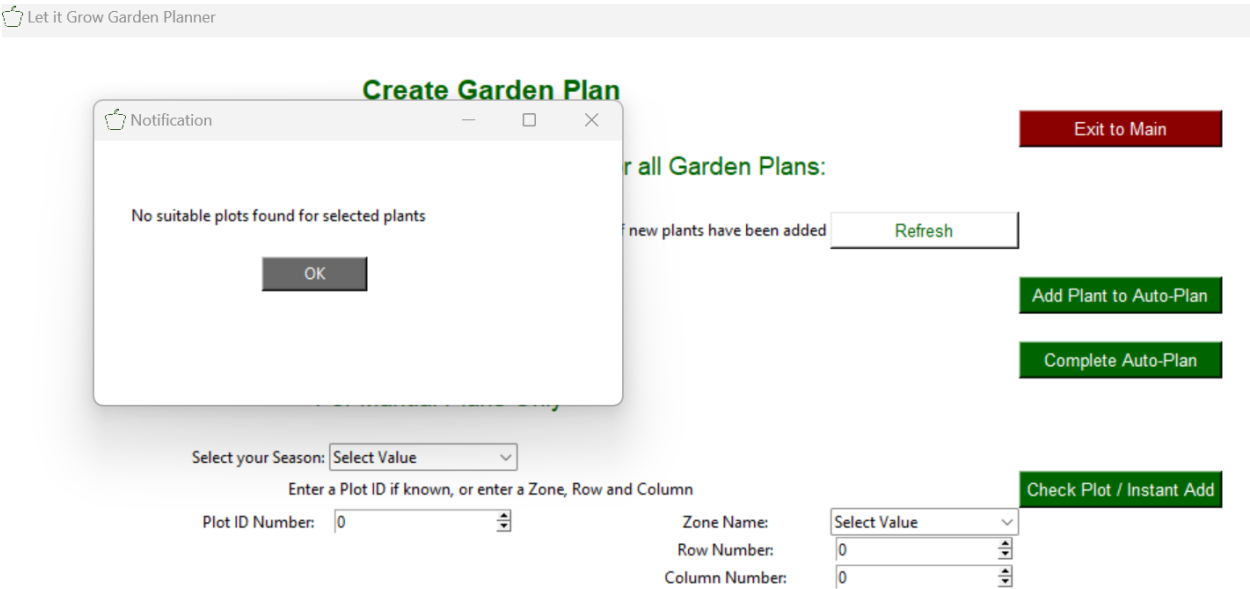 Let it Grow Garden Planner
Create Garden Plan
Notification
Exit to Main
r all Garden Plans:
No suitable plots found for selected plants
new plants have been added
Refresh
OK
Add Plant to Auto-Plan
Complete Auto-Plan
Select your Season: Select Value
Enter a Plot ID if known, or enter a Zone, Row and Column
Check Plot / Instant Add
Plot ID Number: 0
Zone Name: Select Value
Row Number: 0
Column Number: 0